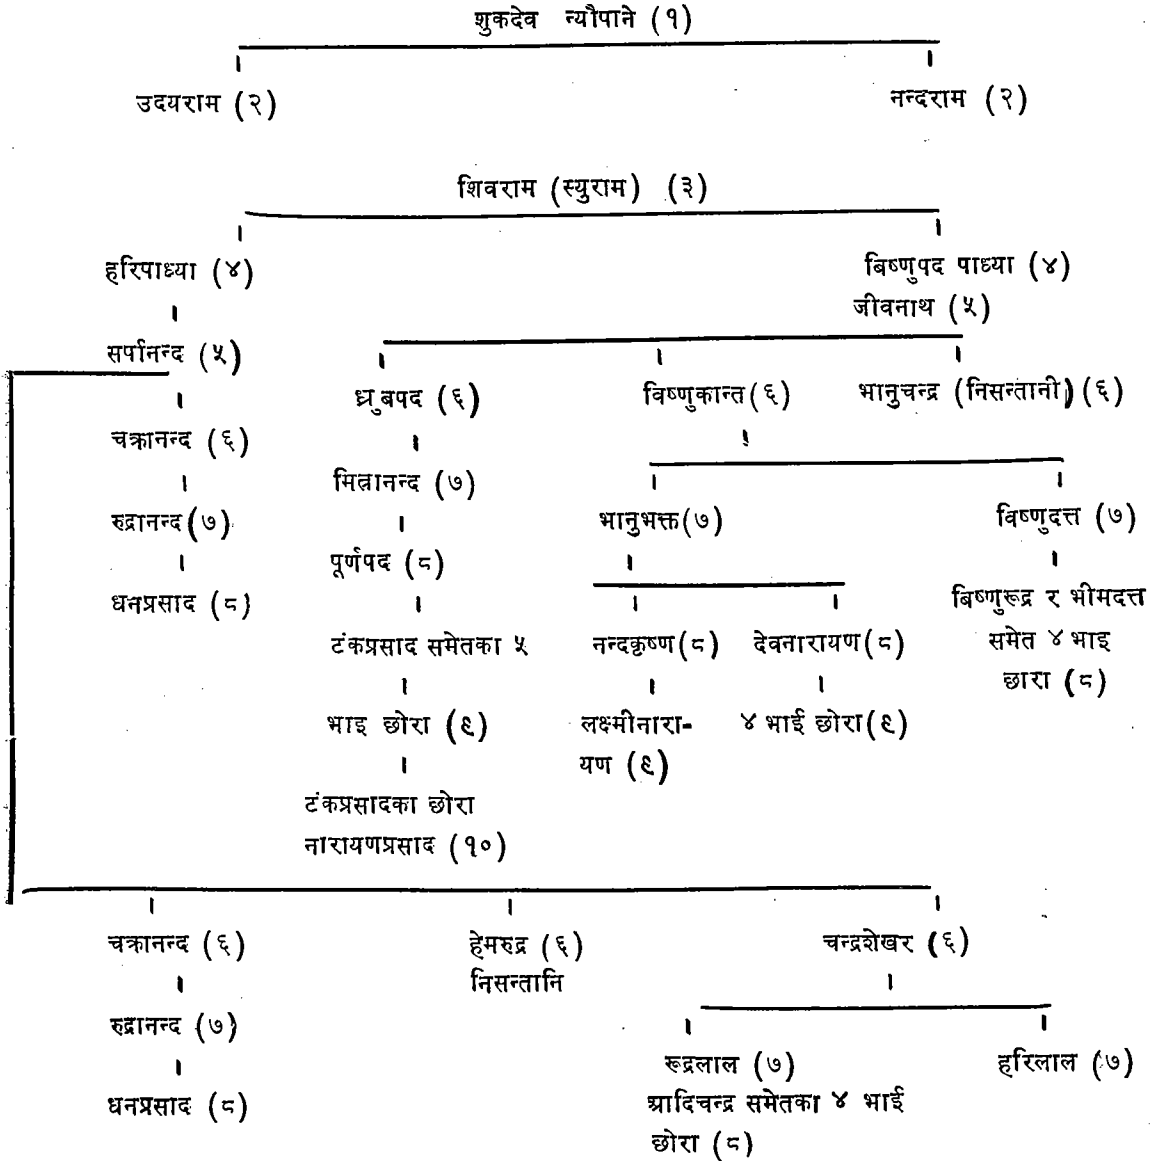 शुकदेव न्यौपाने (१)
उदयराम (२) नन्दराम (२)
शिवराम (स्युराम) (३)
हरिपाध्या (४) बिष्णुपद पाध्या (४)
जीवनाथ (५)
सर्पानन्द (५)
ध्रुबपद (६) विष्णुकान्त(६) भानुचन्द्र (निसन्तानी) (६)
चक्रानन्द (६)
मित्रानन्द (७)
रुद्रानन्द(७) भानुभक्त(७) विष्णुदत्त (७)
पूर्णपद (८)
धनप्रसाद (८) बिष्णुरूद्र र भीमदत्त
टंकप्रसाद समेतका ५ नन्दकृष्ण(८) देवनारायण(८) समेत ४ भाइ
छारा (८)
भाइ छोरा (९) लक्ष्मीनारा- ४ भाई छोरा(९)
यण (९)
टंकप्रसादका छोरा
नारायणप्रसाद (१०)
चक्रानन्द (६) हेमरुद्र (६) चन्द्रशेखर (६)
निसन्तानि
रुद्रानन्द (७)
रूद्रलाल (७) हरिलाल (७)
धनप्रसाद (८) आदिचन्द्र समेतका ४ भाई
छोरा (८)